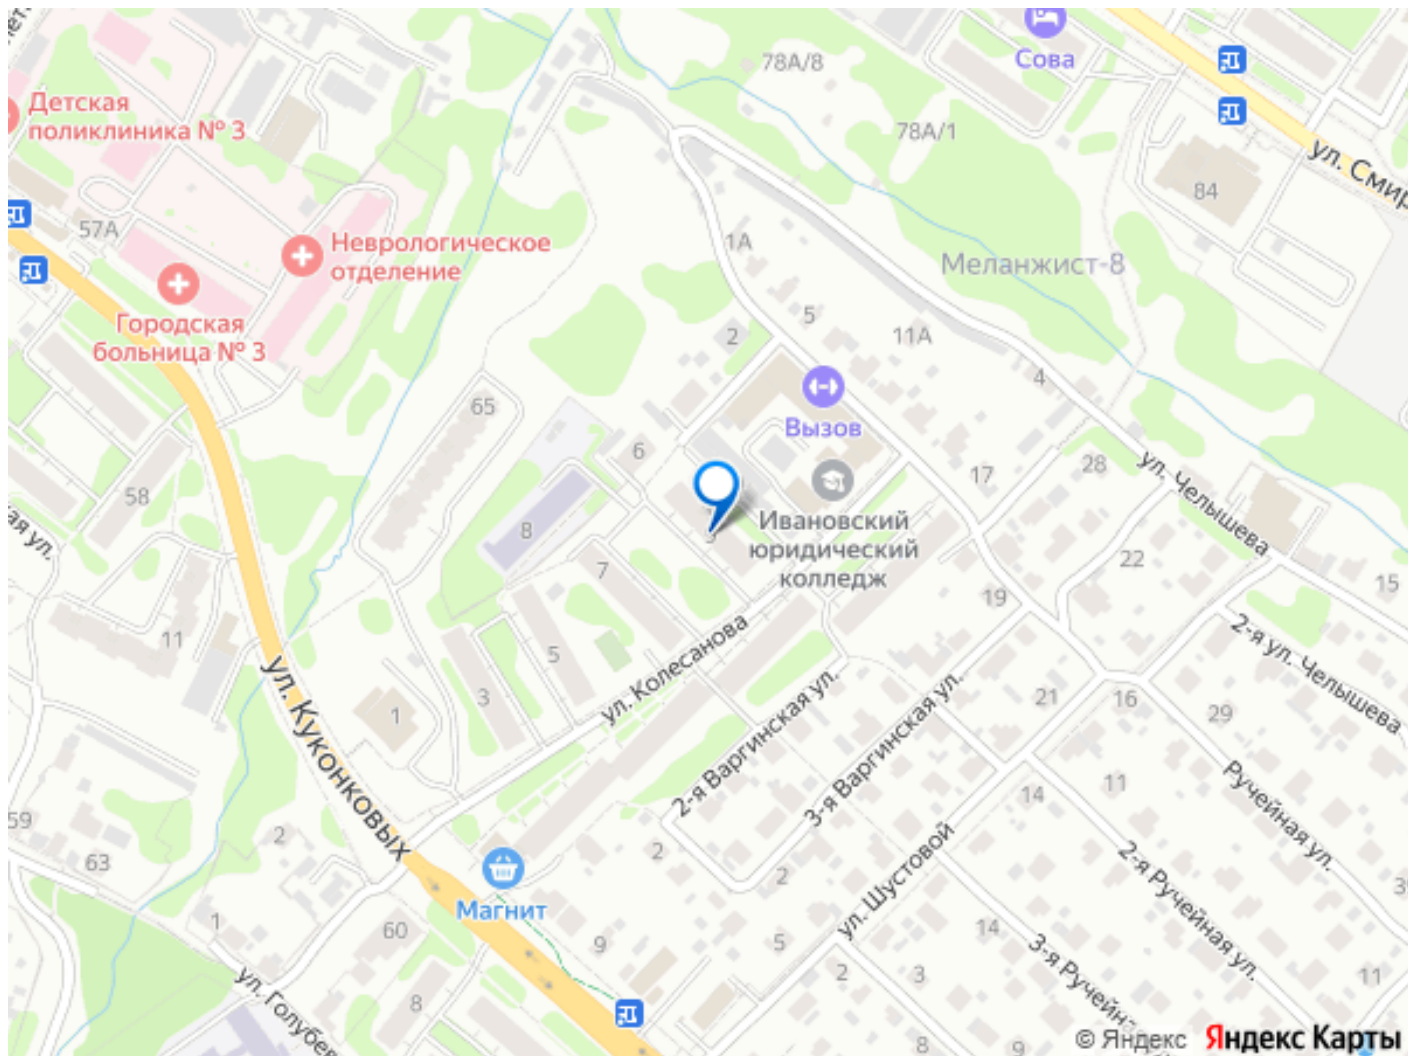 Сова
78А/8
Детская
поликлиника № 3
78А/1
ул. Смир
84
57А
1А
Неврологическое
отделение
Меланжист-8
Городская
больница № 3
5
2
11А
4
Вызов
65
6
58
17
28
8
Ивановский
юридический
колледж
ул. Челышева
7
22
15
19
11
5
ул. Колесанова
2-я ул. Челышева
3
1
21
16
29
ул. Куконковых
2-я Варгинская ул.
3-я Варгинская ул.
11
14
Ручейная ул.
59
63
2
2
2
Магнит
ул. Шустовой
2-я Ручейная ул.
1
60
9
5
14
3-я Ручейн
2
3
11
ул. Голубев
8
8
9
© Яндекс
Яндекс Карты